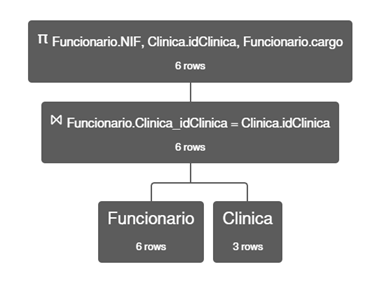 π Funcionario.NIF, Clinica.idClinica, Funcionario.cargo
6 rows
⋈ Funcionario.Clinica_idClinica = Clinica.idClinica
6 rows
Funcionario
6 rows
Clinica
3 rows